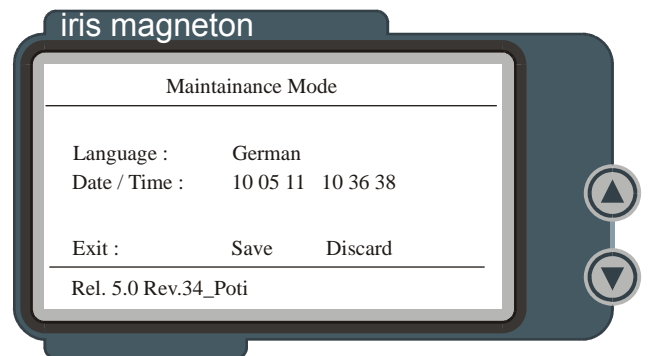 iris magneton
Maintainance Mode
Language : German
Date / Time : 10 05 11 10 36 38
Exit : Save Discard
Rel. 5.0 Rev.34_Poti